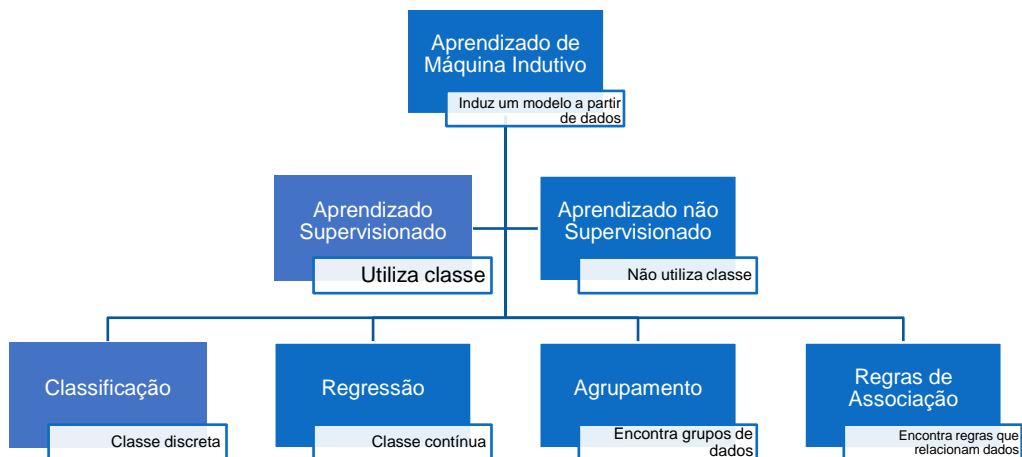 Aprendizado de
Máquina Indutivo
Induz um modelo a partir
de dados
Aprendizado
Supervisionado
Utiliza classe
Aprendizado não
Supervisionado
Não utiliza classe
Classificação
Classe discreta
Regressão
Classe contínua
Agrupamento
Encontra grupos de
dados
Regras de
Associação
Encontra regras que
relacionam dados